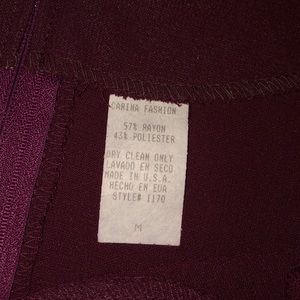 CARINA FASHION
57% RAYON
43% POLIESTER
DRY CLEAN ONLY
LAVADO EN SECO
MADE IN U.S.A.
HECHO EN EUA
STYLE# 1170
M